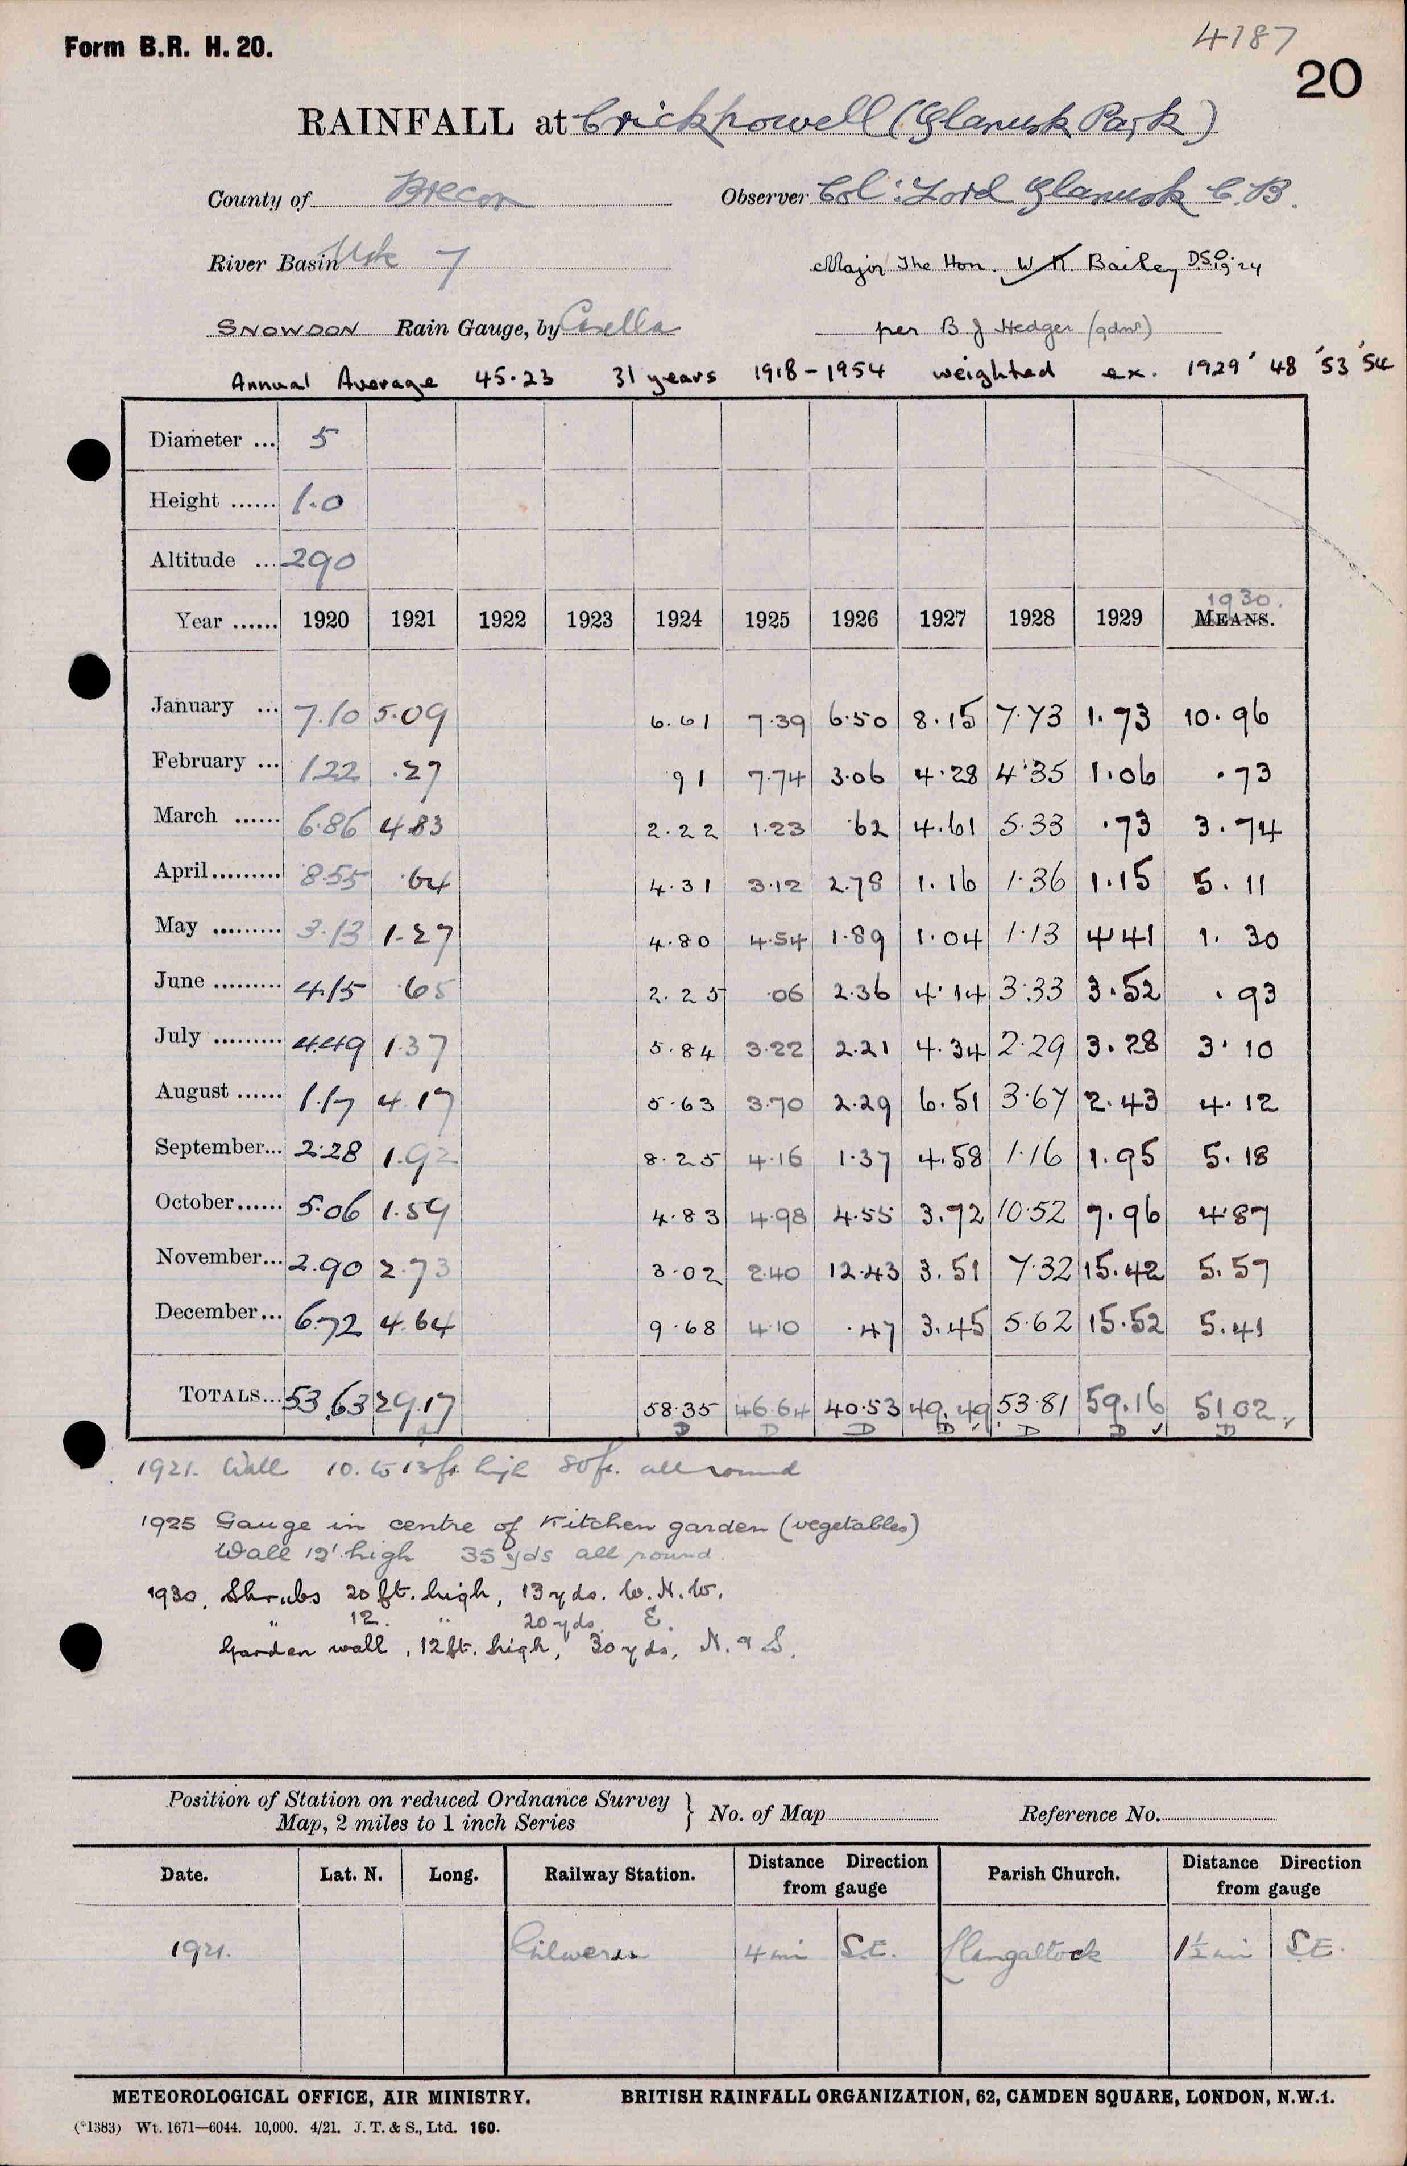 4787
Form B.R. H. 20.
20
RAINFALL at Crickhowell (Glanusk Park)
County of Brecon Observer Col: Lord Glanusk C.B.
River Basin Usk 7 Major The Hon. W R Bailey D.S.O. 1924
SNOWDON Rain Gauge, by Casella per B J Hedger (gdnr)
Annual Average 45.23 31 years 1918-1954 weighted ex. 1929 '48 '53 '54
Diameter ... 5
Height ...... 1.0
Altitude ... 290
1930.
Year ...... 1920 1921 1922 1923 1924 1925 1926 1927 1928 1929 MEANS.
January ... 7.10 5.09 6.61 7.39 6.50 8.15 7.73 1.73 10.96
February ... 1.22 .27 91 7.74 3.06 4.28 4.35 1.06 .73
March ...... 6.86 4.83 2.22 1.23 .62 4.61 5.33 .73 3.74
April......... 8.55 .64 4.31 3.12 2.78 1.16 1.36 1.15 5.11
May ......... 3.13 1.27 4.80 4.54 1.89 1.04 1.13 4.41 1.30
June ......... 4.15 .65 2.25 .06 2.36 4.14 3.33 3.52 .93
July ......... 4.49 1.37 5.84 3.22 2.21 4.34 2.29 3.28 3.10
August ...... 1.17 4.17 5.63 3.70 2.29 6.51 3.67 2.43 4.12
September... 2.28 1.92 8.25 4.16 1.37 4.58 1.16 1.95 5.18
October...... 5.06 1.59 4.83 4.98 4.55 3.72 10.52 7.96 4.87
November... 2.90 2.73 3.02 2.40 12.43 3.51 7.32 15.42 5.57
December... 6.72 4.64 9.68 4.10 .47 3.45 5.62 15.52 5.41
TOTALS... 53.63 29.17 58.35 46.64 40.53 49.49 53.81 59.16 51.02
D D D D D D D
1921. Wall 10. to 13 ft. high 80 ft. all round
1925 Gauge in centre of Kitchen garden (vegetables)
Wall 12' high 35 yds all round.
1930. Shrubs 20 ft. high, 13 yds. W.N.W.
" 12. " 20 yds. E.
Garden wall, 12 ft. high, 30 yds, N. & S.
Position of Station on reduced Ordnance Survey
Map, 2 miles to 1 inch Series } No. of Map Reference No.
Date. Lat. N. Long. Railway Station. Distance Direction from gauge Parish Church. Distance Direction from gauge
1921. Gilwern 4 mi S.E. Llangattock 1½ mi S.E.
METEOROLOGICAL OFFICE, AIR MINISTRY. BRITISH RAINFALL ORGANIZATION, 62, CAMDEN SQUARE, LONDON, N.W.1.
(*1383) Wt. 1671—6044. 10,000. 4/21. J. T. & S., Ltd. 160.